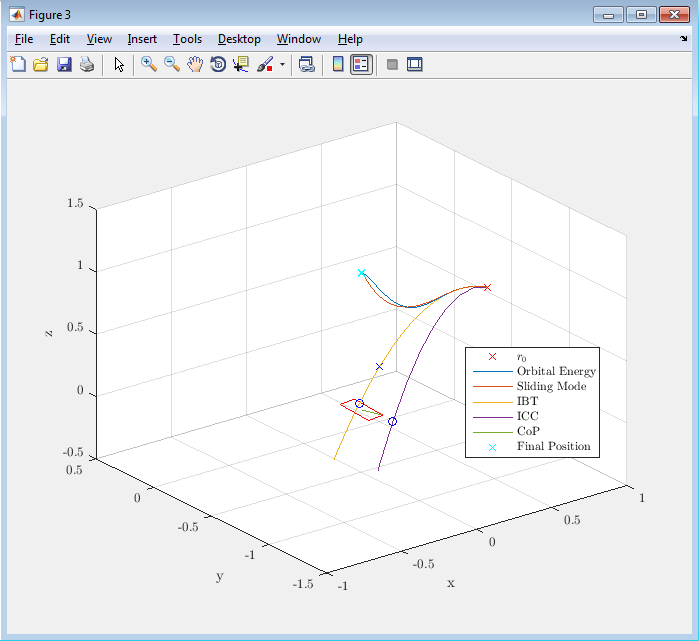 Figure 3
File Edit View Insert Tools Desktop Window Help
1.5
1
0.5
0
-0.5
z
0.5
0
-0.5
-1
-1.5
y
-1
-0.5
0
0.5
1
x
r0
Orbital Energy
Sliding Mode
IBT
ICC
CoP
Final Position